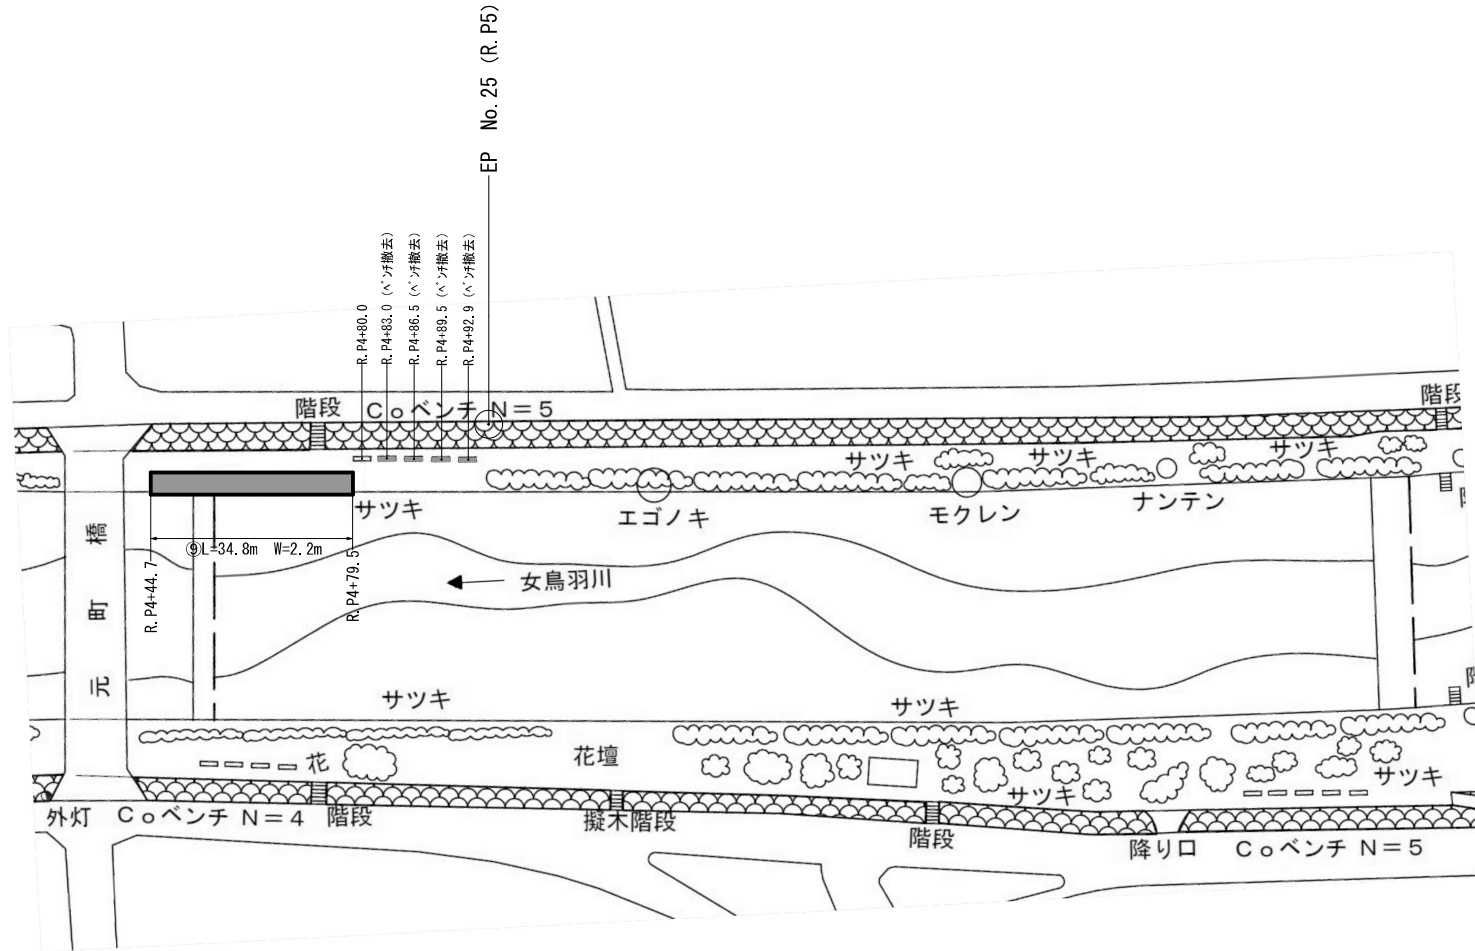 EP No.25 (R.P5)
R.P4+80.0
R.P4+83.0 (ﾍﾞﾝﾁ撤去)
R.P4+86.5 (ﾍﾞﾝﾁ撤去)
R.P4+89.5 (ﾍﾞﾝﾁ撤去)
R.P4+92.9 (ﾍﾞﾝﾁ撤去)
階段 Ｃｏベンチ Ｎ＝５
階段
サツキ
サツキ
サツキ
サツキ
エゴノキ
モクレン
ナンテン
⑨L=34.8m W=2.2m
R.P4+44.7
R.P4+79.5
女鳥羽川
元町橋
サツキ
サツキ
花
花壇
サツキ
サツキ
外灯 Ｃｏベンチ Ｎ＝４ 階段
擬木階段
階段
降り口 Ｃｏベンチ Ｎ＝５